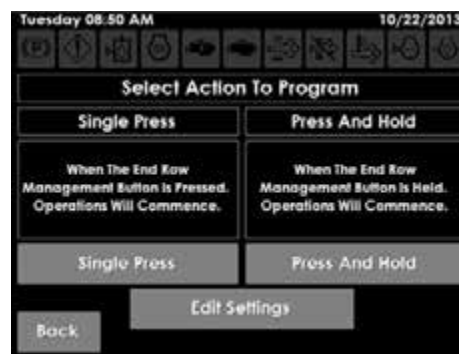 Tuesday 08:50 AM 10/22/2013
Select Action To Program
Single Press Press And Hold
When The End Row
Management Button Is Pressed.
Operations Will Commence.
When The End Row
Management Button Is Held.
Operations Will Commence.
Single Press Press And Hold
Edit Settings
Back